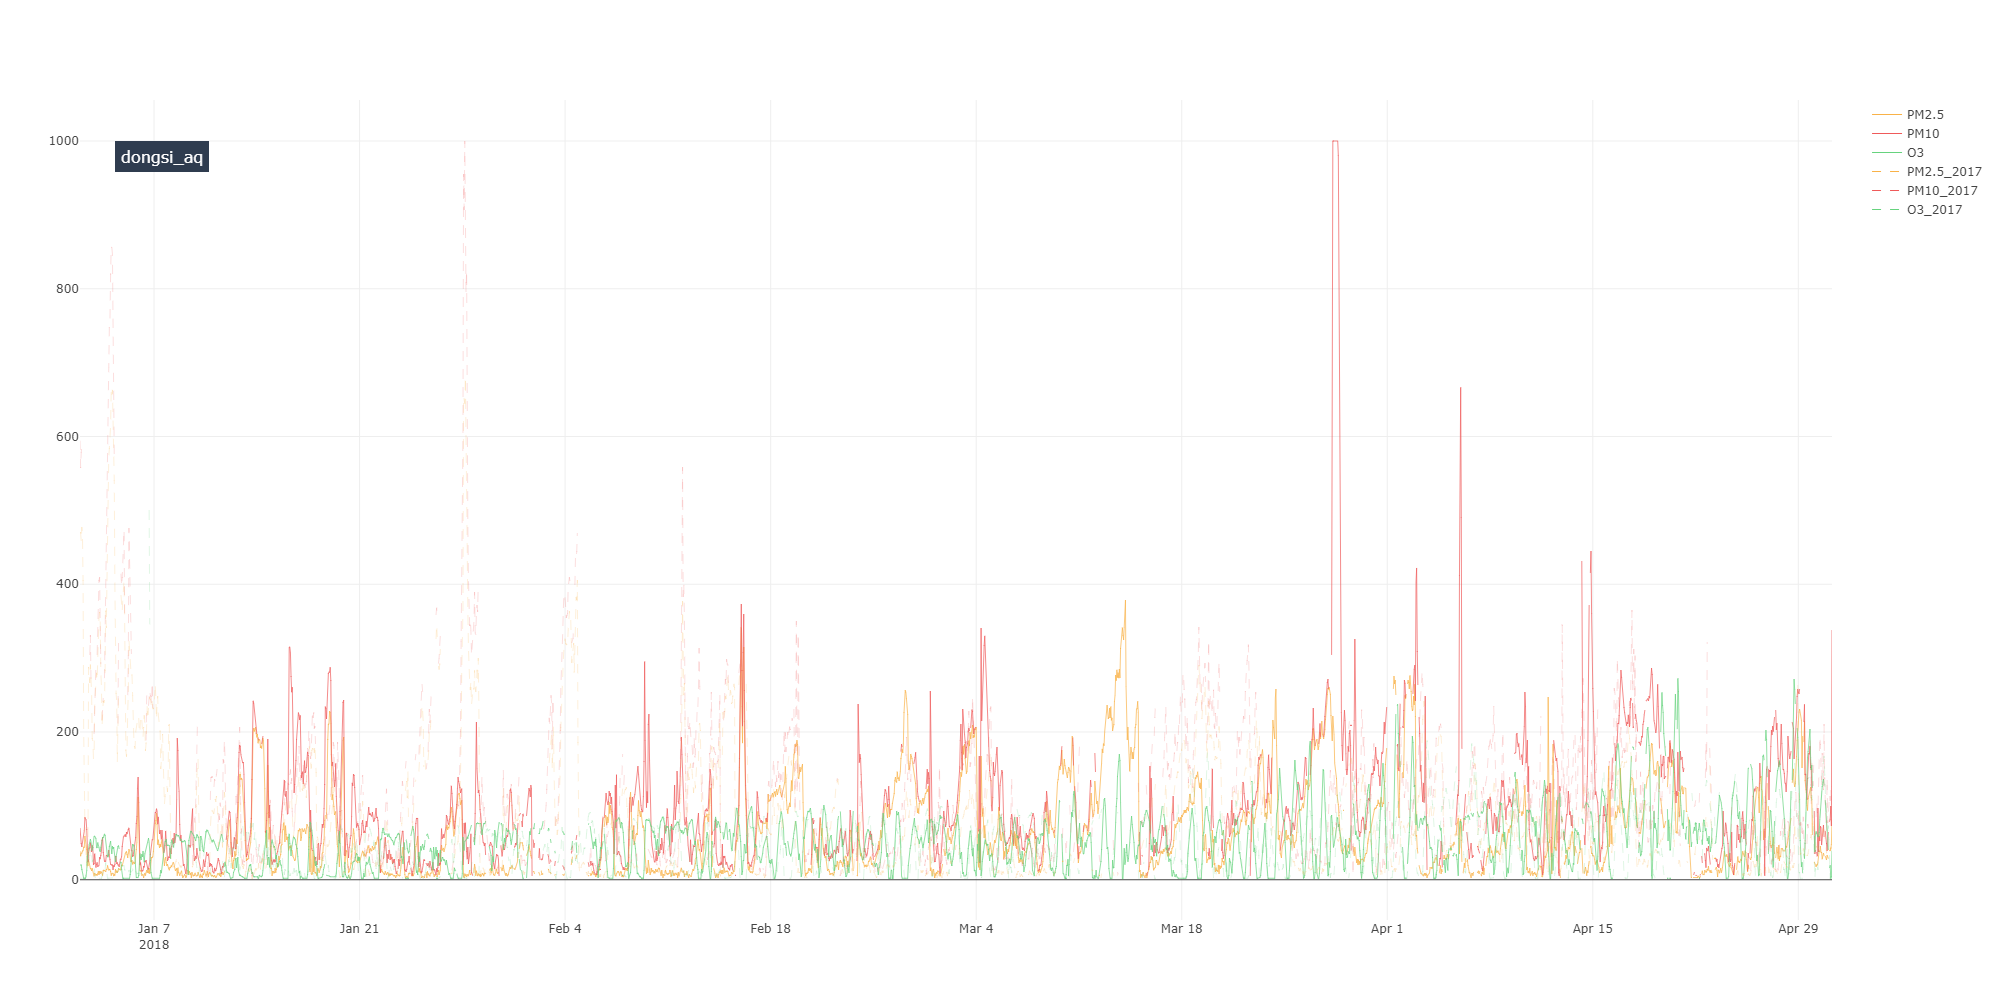 dongsi_aq
1000
800
600
400
200
0
Jan 7
2018
Jan 21
Feb 4
Feb 18
Mar 4
Mar 18
Apr 1
Apr 15
Apr 29
PM2.5
PM10
O3
PM2.5_2017
PM10_2017
O3_2017